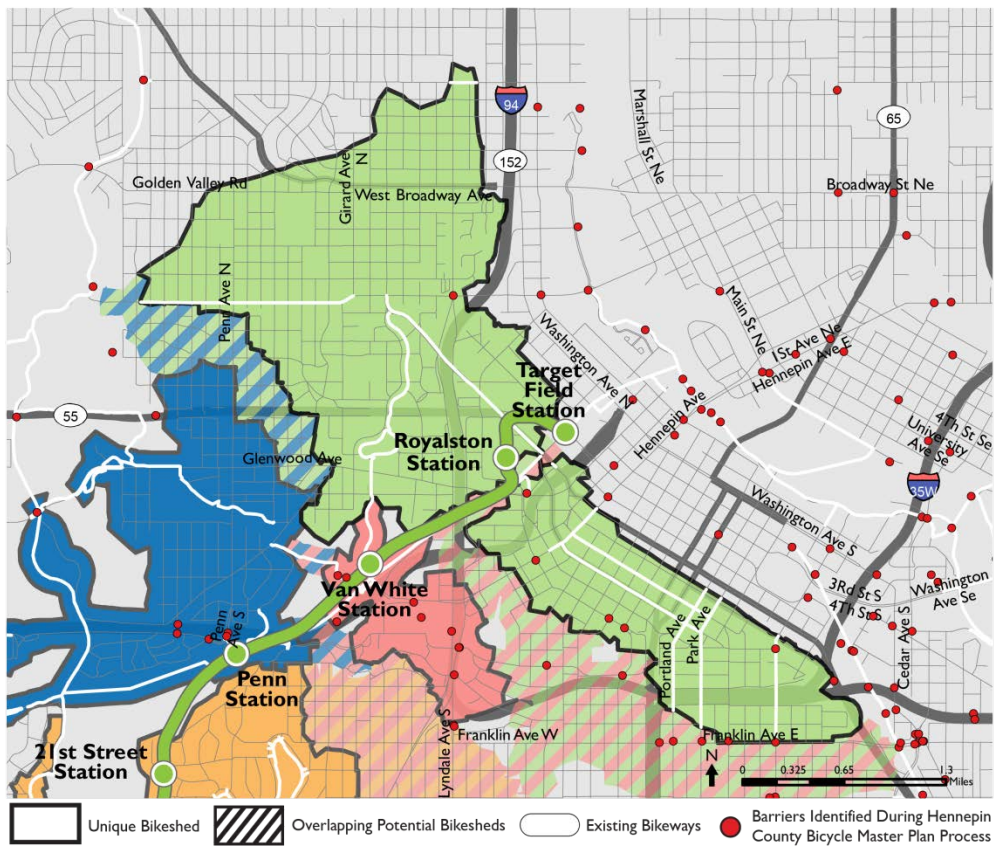 94
65
Marshall St Ne
152
Golden Valley Rd
Girard Ave
N
West Broadway Ave
Broadway St Ne
Penn Ave N
Main St Ne
Washington Ave N
1St Ave Ne
Hennepin Ave E
Target
Field
Station
55
Hennepin Ave
4Th St Se
University
Ave Se
Royalston
Station
Glenwood Ave
35W
Washington Ave S
Van White
Station
3Rd St S
4Th St S
Washington
Ave Se
Penn
Ave S
Portland Ave
Park Ave
Cedar Ave S
Penn
Station
Lyndale Ave S
Franklin Ave W
Franklin Ave E
21st Street
Station
N
0 0.325 0.65 1.3
Miles
Unique Bikeshed
Overlapping Potential Bikesheds
Existing Bikeways
Barriers Identified During Hennepin
County Bicycle Master Plan Process